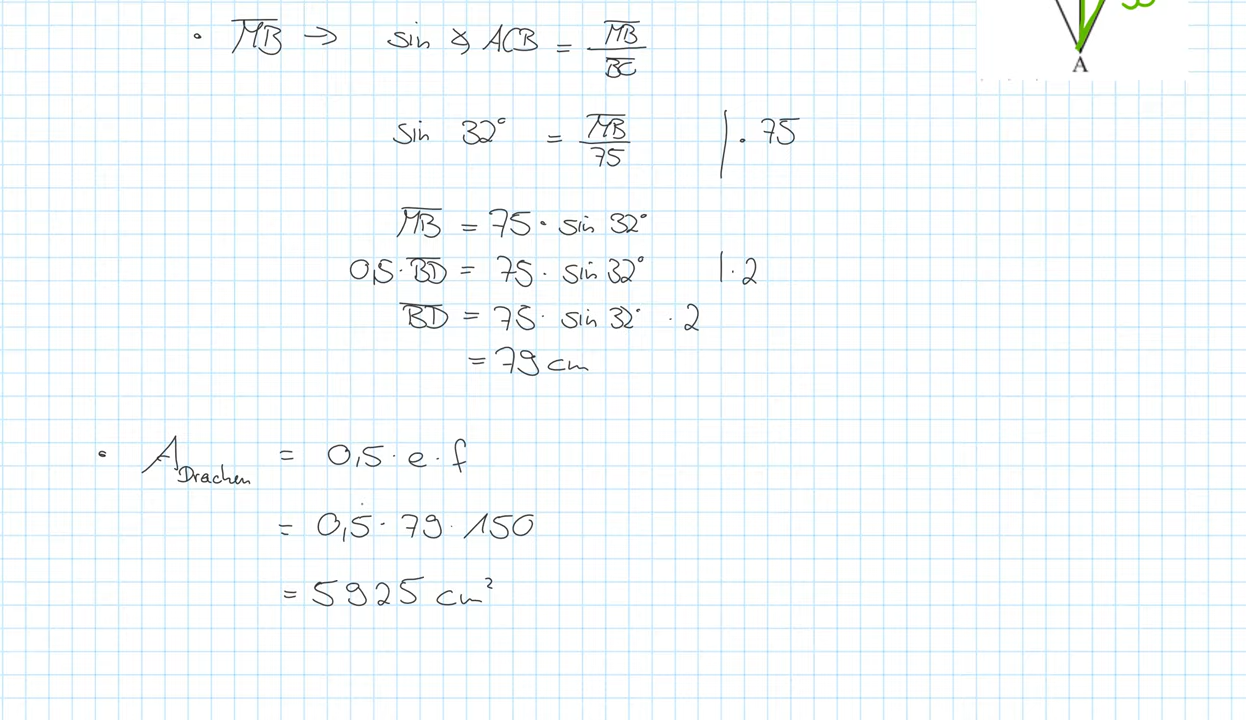 • MB → sin ∢ ACB = MB/BC
A
sin 32° = MB/75 | · 75
MB = 75 · sin 32°
0,5 · BD = 75 · sin 32° | · 2
BD = 75 · sin 32° · 2
= 79 cm
• A Drachen = 0,5 · e · f
= 0,5 · 79 · 150
= 5925 cm²